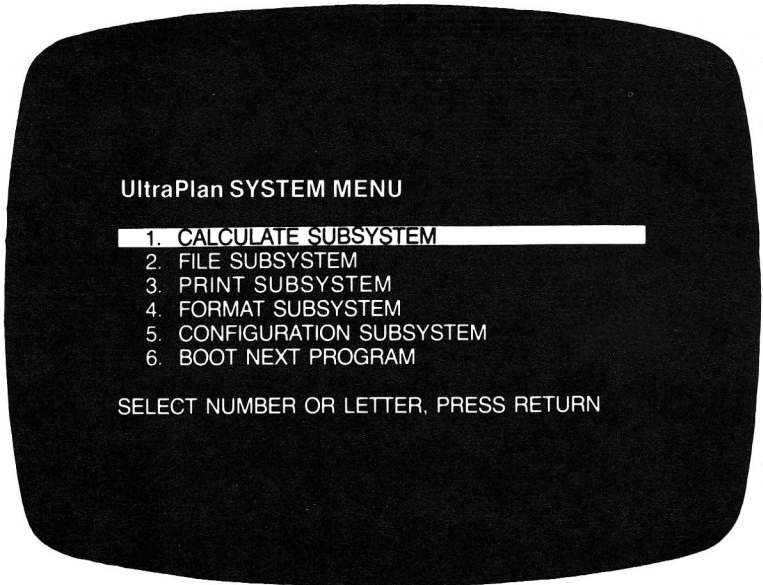 UltraPlan SYSTEM MENU
1. CALCULATE SUBSYSTEM
2. FILE SUBSYSTEM
3. PRINT SUBSYSTEM
4. FORMAT SUBSYSTEM
5. CONFIGURATION SUBSYSTEM
6. BOOT NEXT PROGRAM
SELECT NUMBER OR LETTER, PRESS RETURN